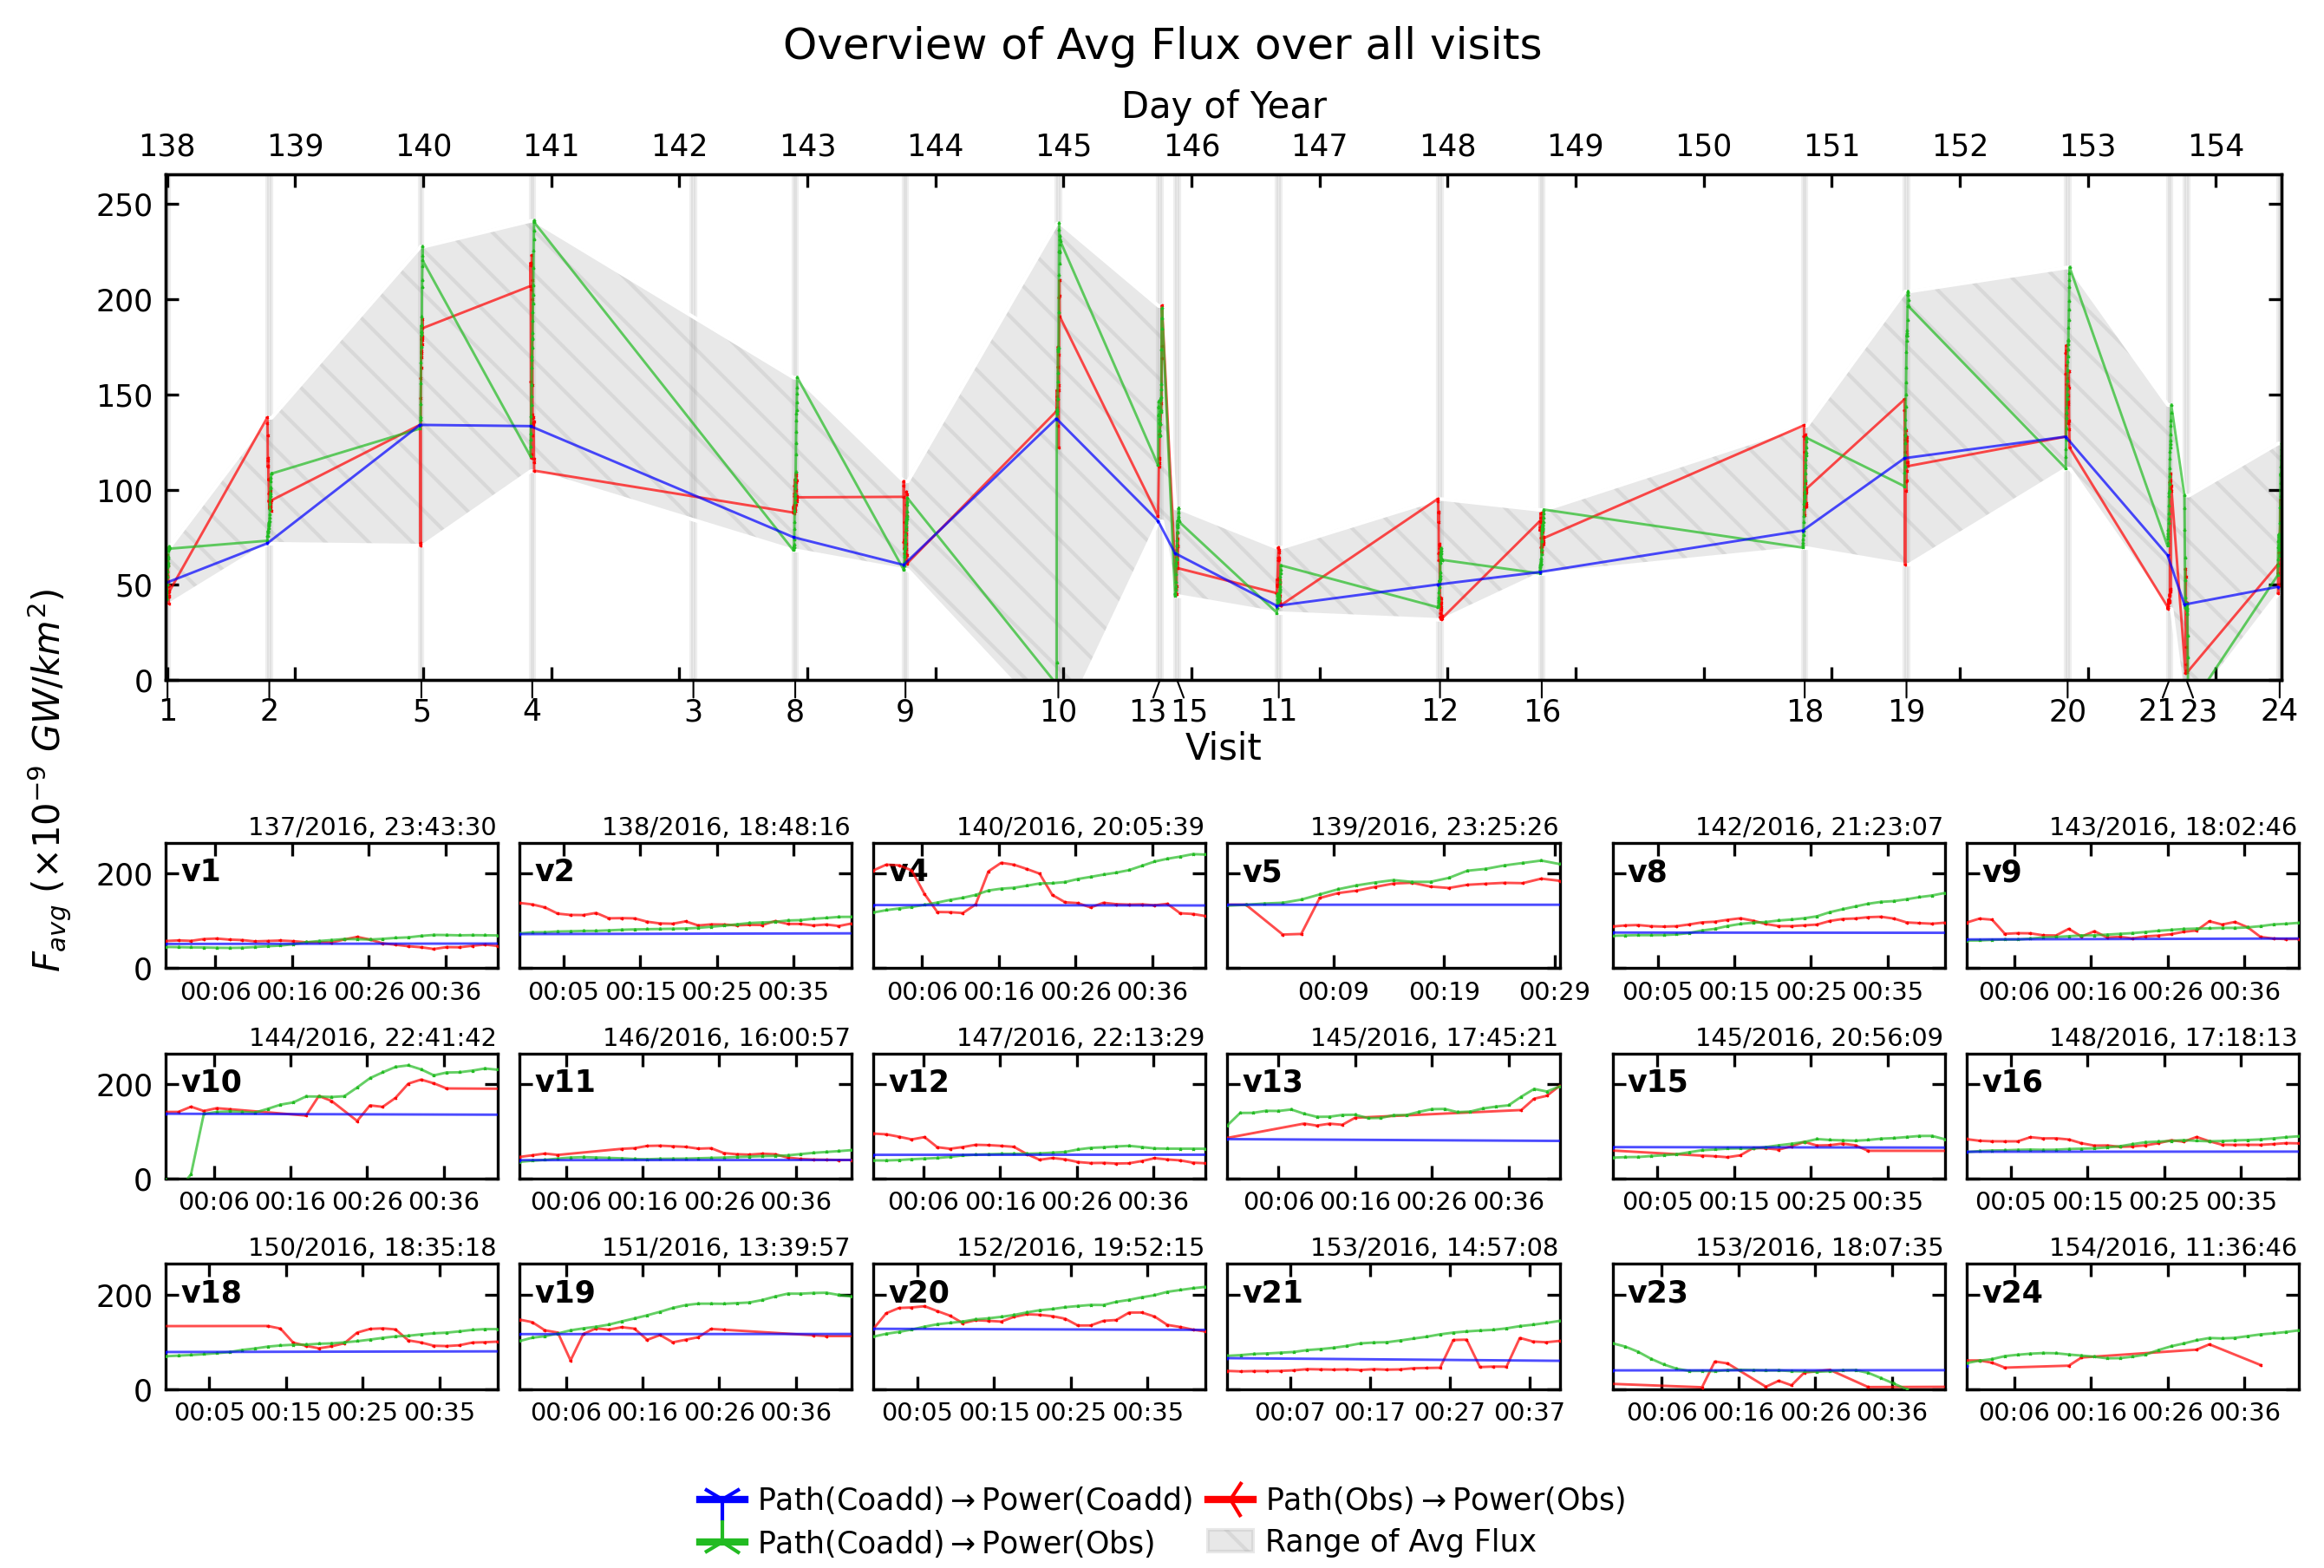 Overview of Avg Flux over all visits
Day of Year
138 139 140 141 142 143 144 145 146 147 148 149 150 151 152 153 154
250
200
150
100
50
0
1 2 5 4 3 8 9 10 13 15 11 12 16 18 19 20 21 23 24
Visit
F_avg (×10⁻⁹ GW/km²)
137/2016, 23:43:30 138/2016, 18:48:16 140/2016, 20:05:39 139/2016, 23:25:26 142/2016, 21:23:07 143/2016, 18:02:46
200 v1 v2 v4 v5 v8 v9
0
00:06 00:16 00:26 00:36 00:05 00:15 00:25 00:35 00:06 00:16 00:26 00:36 00:09 00:19 00:29 00:05 00:15 00:25 00:35 00:06 00:16 00:26 00:36
144/2016, 22:41:42 146/2016, 16:00:57 147/2016, 22:13:29 145/2016, 17:45:21 145/2016, 20:56:09 148/2016, 17:18:13
200 v10 v11 v12 v13 v15 v16
0
00:06 00:16 00:26 00:36 00:06 00:16 00:26 00:36 00:06 00:16 00:26 00:36 00:06 00:16 00:26 00:36 00:05 00:15 00:25 00:35 00:05 00:15 00:25 00:35
150/2016, 18:35:18 151/2016, 13:39:57 152/2016, 19:52:15 153/2016, 14:57:08 153/2016, 18:07:35 154/2016, 11:36:46
200 v18 v19 v20 v21 v23 v24
0
00:05 00:15 00:25 00:35 00:06 00:16 00:26 00:36 00:05 00:15 00:25 00:35 00:07 00:17 00:27 00:37 00:06 00:16 00:26 00:36 00:06 00:16 00:26 00:36
Path(Coadd)→Power(Coadd) Path(Obs)→Power(Obs)
Path(Coadd)→Power(Obs) Range of Avg Flux